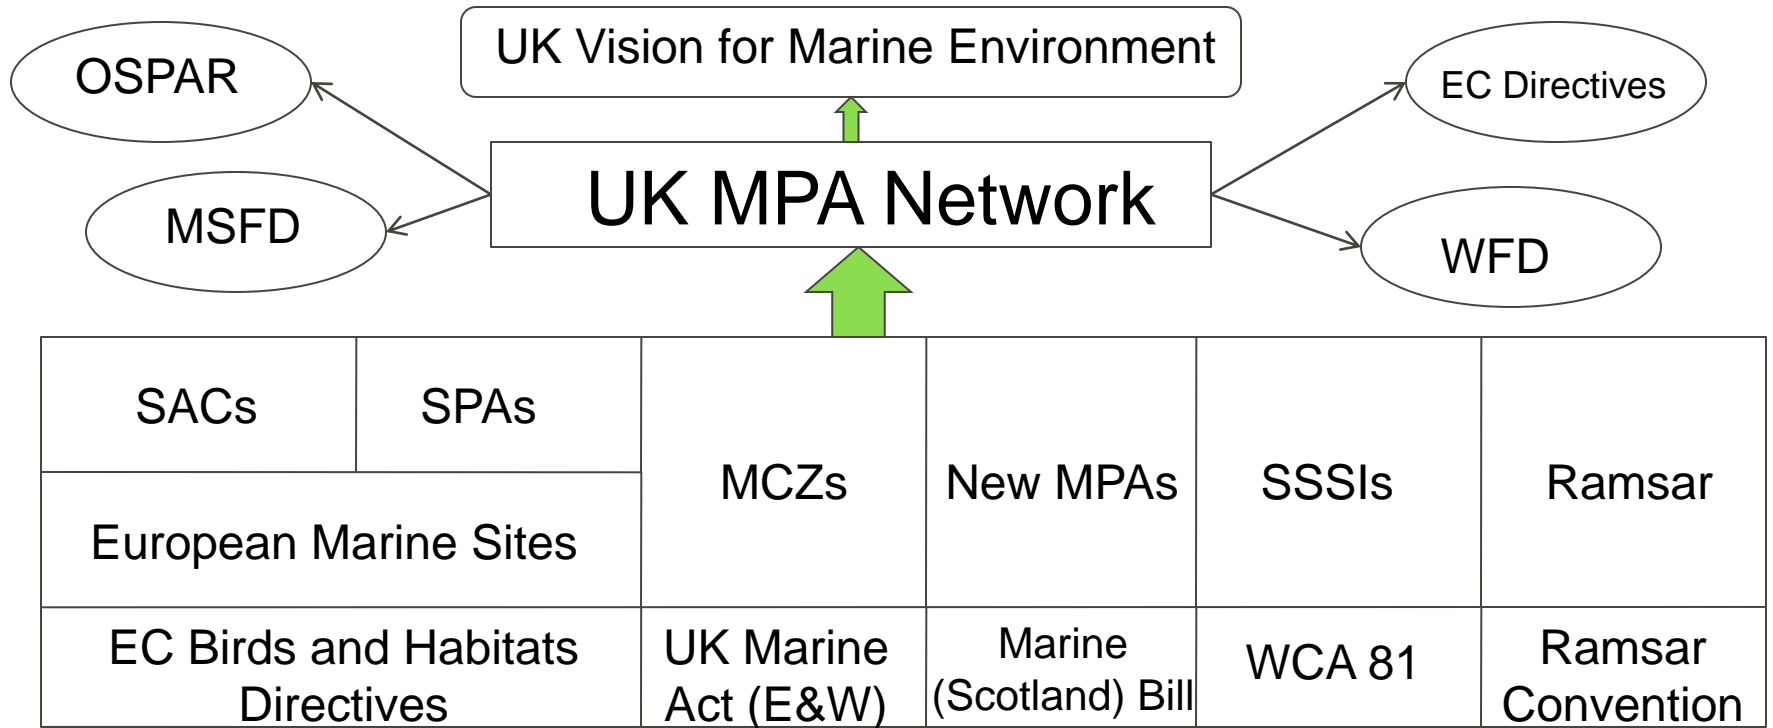 UK Vision for Marine Environment
OSPAR
EC Directives
UK MPA Network
MSFD
WFD
SACs
SPAs
MCZs
New MPAs
SSSIs
Ramsar
European Marine Sites
EC Birds and Habitats
Directives
UK Marine
Act (E&W)
Marine
(Scotland) Bill
WCA 81
Ramsar
Convention